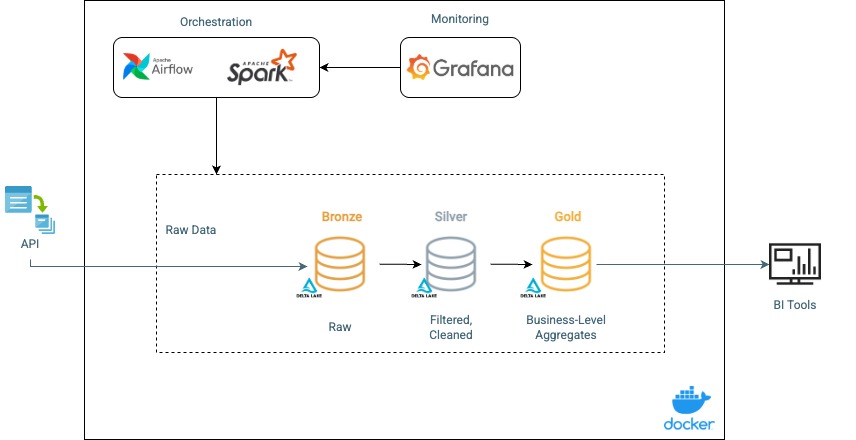 Orchestration
Monitoring
Apache
Airflow
APACHE
Spark
Grafana
Bronze
Silver
Gold
Raw Data
API
DELTA LAKE
DELTA LAKE
DELTA LAKE
BI Tools
Raw
Filtered,
Cleaned
Business-Level
Aggregates
docker